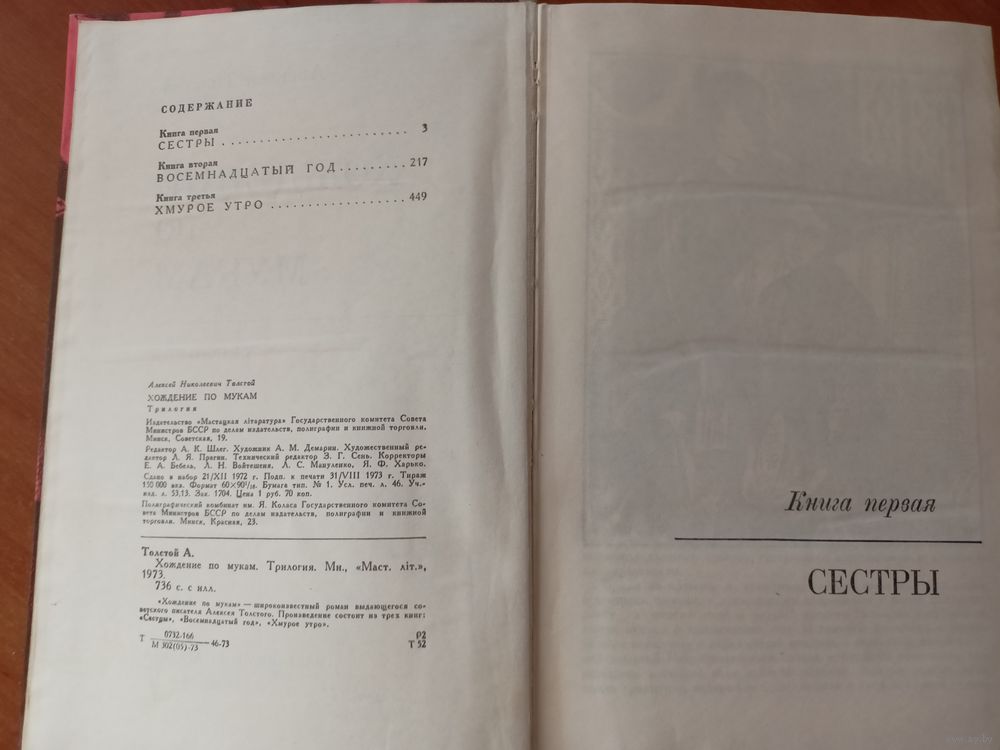 СОДЕРЖАНИЕ
Книга первая
СЕСТРЫ . . . . . . . . . . . . . . . . . . . . . . . . 3
Книга вторая
ВОСЕМНАДЦАТЫЙ ГОД . . . . . . . . . 217
Книга третья
ХМУРОЕ УТРО . . . . . . . . . . . . . . . . . . 449
Алексей Николаевич Толстой
ХОЖДЕНИЕ ПО МУКАМ
Трилогия
Издательство «Мастацкая літаратура» Государственного комитета Совета
Министров БССР по делам издательств, полиграфии и книжной торговли.
Минск, Советская, 19.
Редактор А. К. Шлег. Художник А. М. Демарин. Художественный ре-
дактор Л. Я. Прагин. Технический редактор З. Г. Сень. Корректоры
Е. А. Бебель, Л. Н. Войтешеня, Л. С. Мануленко, Я. Ф. Харько.
Сдано в набор 21/XII 1972 г. Подп. к печати 31/VIII 1973 г. Тираж
150 000 экз. Формат 60×90¹/₁₆. Бумага тип. № 1. Усл. печ. л. 46. Уч.-
изд. л. 53,13. Зак. 1704. Цена 1 руб. 70 коп.
Полиграфический комбинат им. Я. Коласа Государственного комитета Со-
вета Министров БССР по делам издательств, полиграфии и книжной
торговли. Минск, Красная, 23.
Толстой А.
Хождение по мукам. Трилогия. Мн., «Маст. літ.»,
1973.
736 с. с илл.
«Хождение по мукам» — широкоизвестный роман выдающегося со-
ветского писателя Алексея Толстого. Произведение состоит из трех книг:
«Сестры», «Восемнадцатый год», «Хмурое утро».
Т 0732-166 46-73 Р2
М 302(05)-73 Т 52
Книга первая
СЕСТРЫ